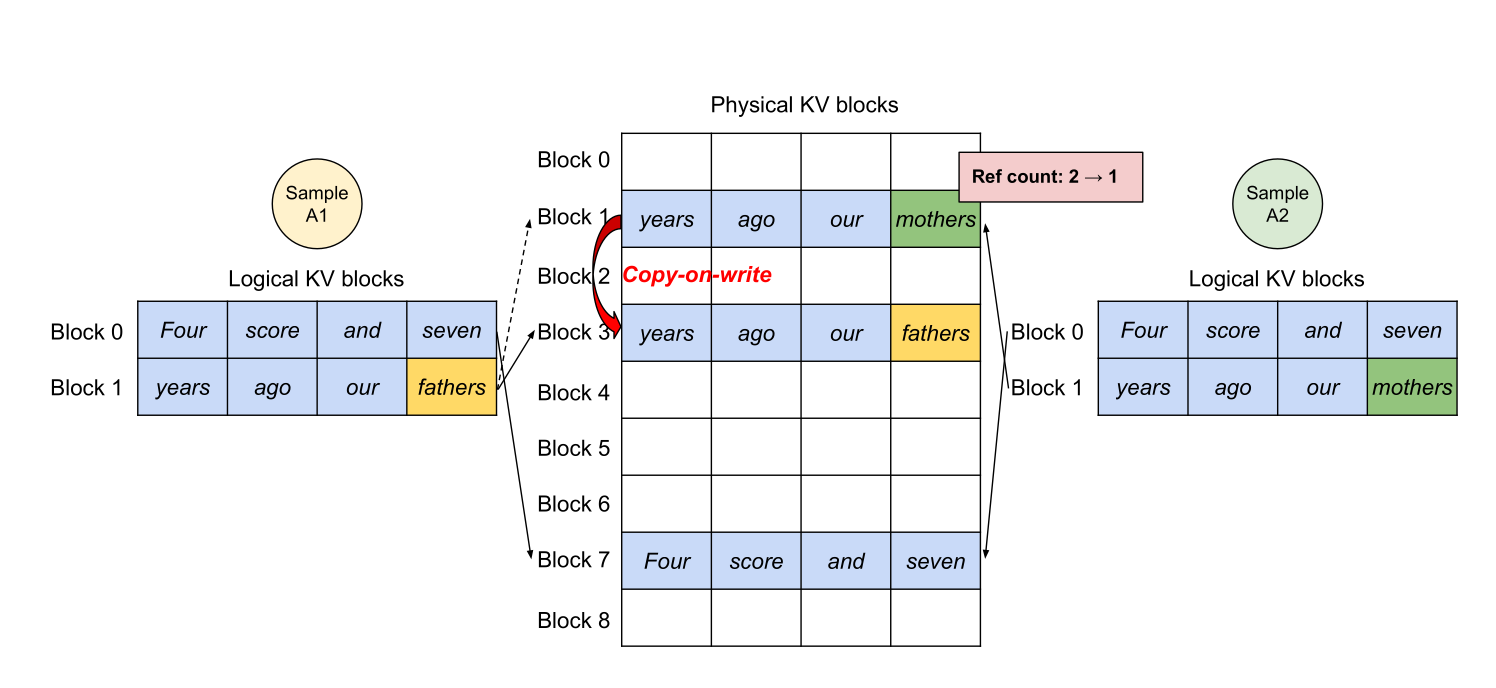 Physical KV blocks
Block 0
Ref count: 2 → 1
Sample
A1
Sample
A2
Block 1 years ago our mothers
Block 2 Copy-on-write
Block 3 years ago our fathers
Block 4
Block 5
Block 6
Block 7 Four score and seven
Block 8
Logical KV blocks
Block 0 Four score and seven
Block 1 years ago our fathers
Logical KV blocks
Block 0 Four score and seven
Block 1 years ago our mothers